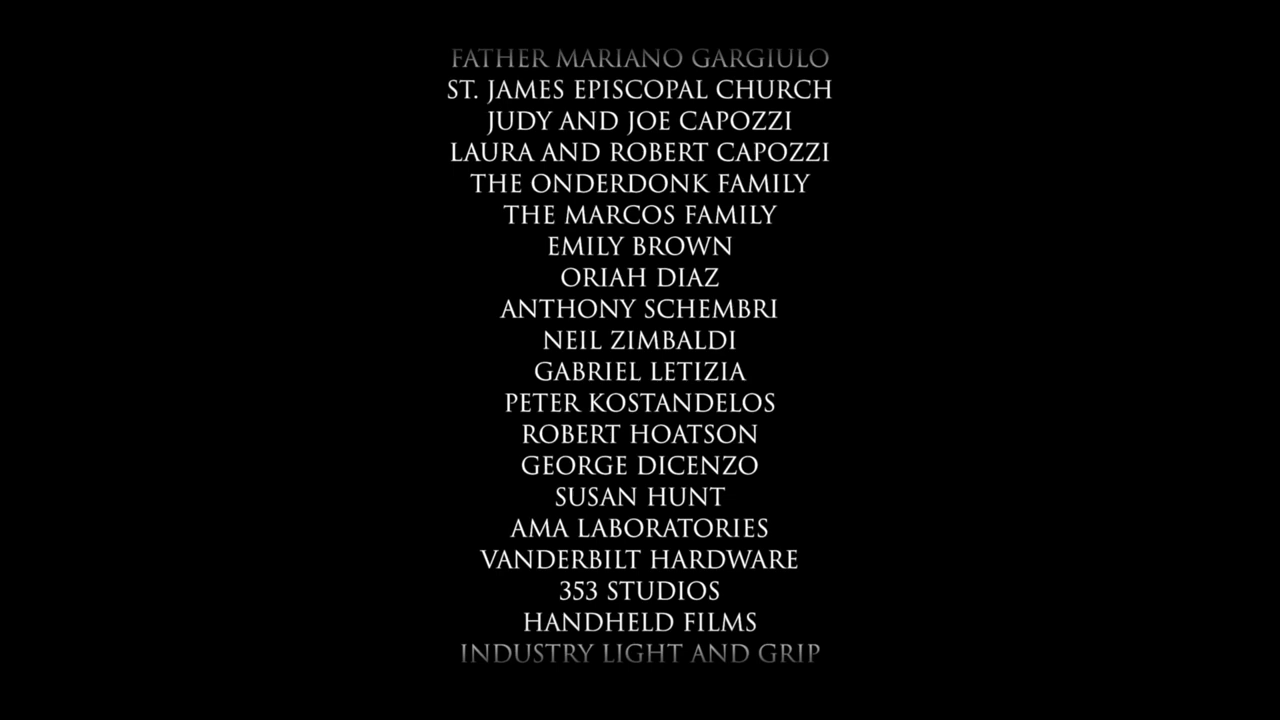 FATHER MARIANO GARGIULO
ST. JAMES EPISCOPAL CHURCH
JUDY AND JOE CAPOZZI
LAURA AND ROBERT CAPOZZI
THE ONDERDONK FAMILY
THE MARCOS FAMILY
EMILY BROWN
ORIAH DIAZ
ANTHONY SCHEMBRI
NEIL ZIMBALDI
GABRIEL LETIZIA
PETER KOSTANDELOS
ROBERT HOATSON
GEORGE DICENZO
SUSAN HUNT
AMA LABORATORIES
VANDERBILT HARDWARE
353 STUDIOS
HANDHELD FILMS
INDUSTRY LIGHT AND GRIP